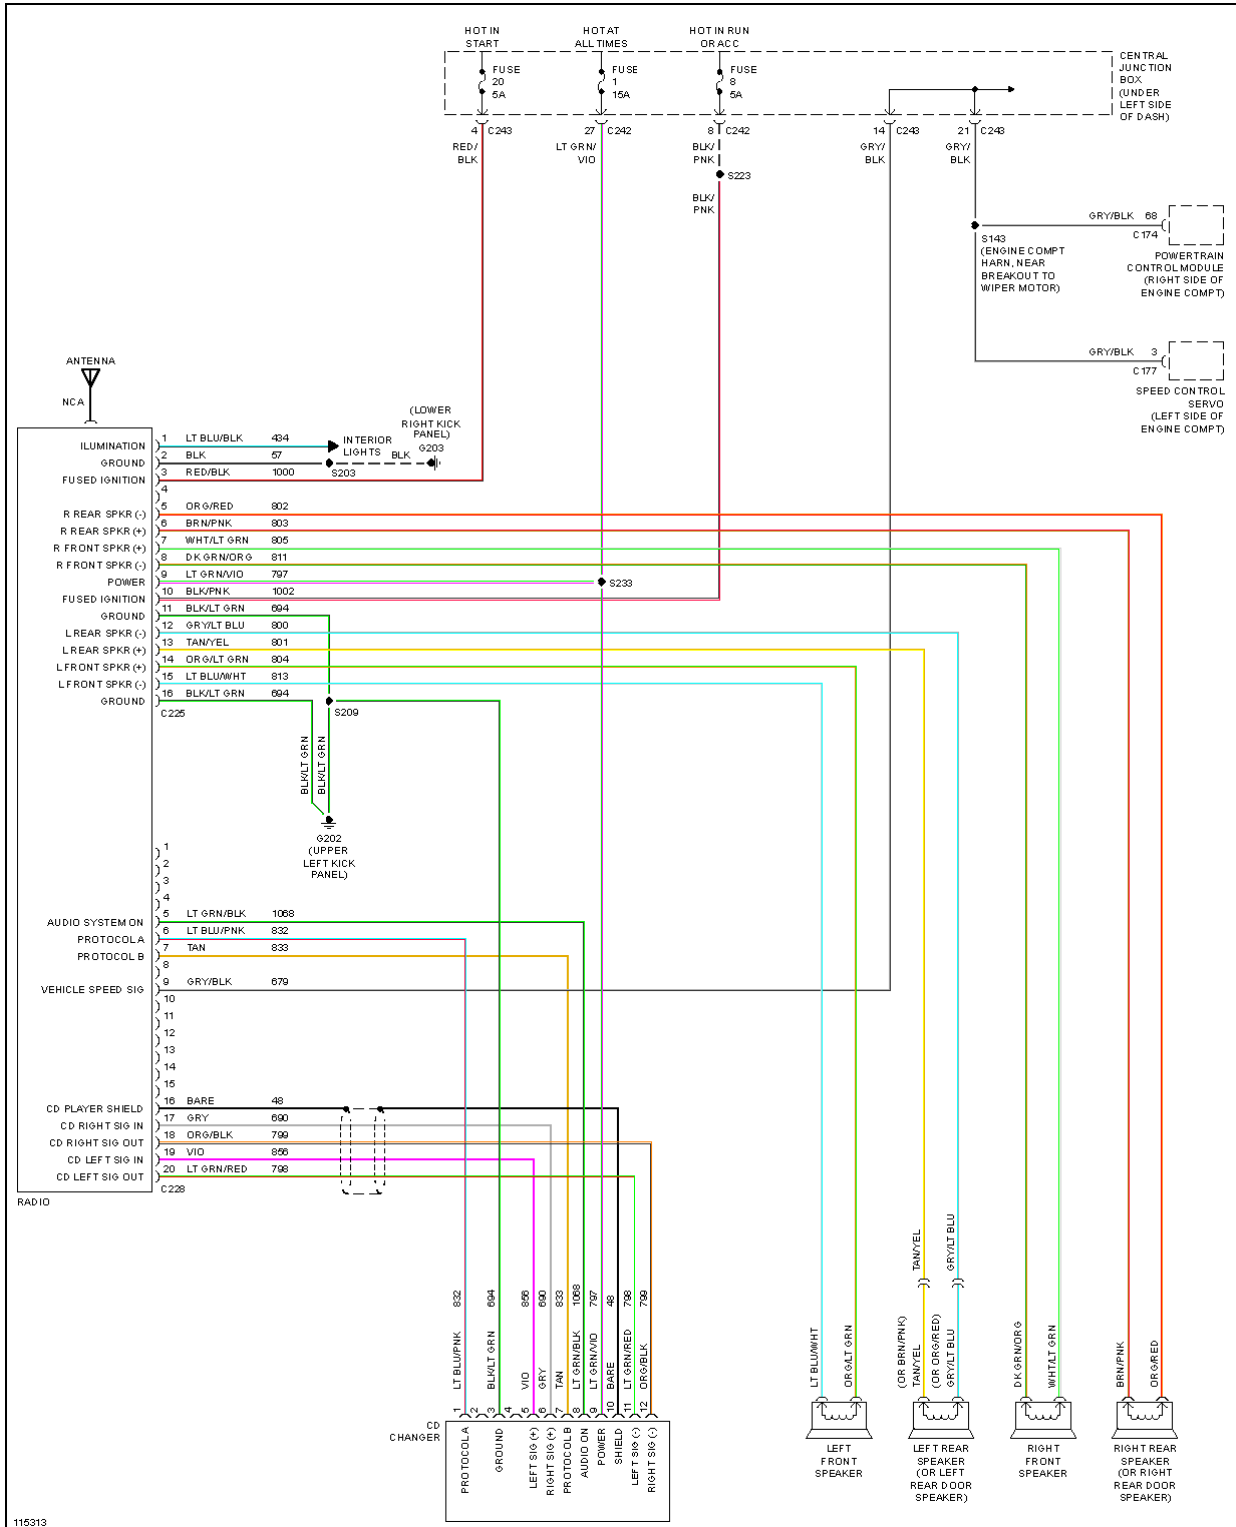 HOT IN
START
HOT AT
ALL TIMES
HOT IN RUN
OR ACC
FUSE
20
5A
FUSE
1
15A
FUSE
8
5A
CENTRAL
JUNCTION
BOX
(UNDER
LEFT SIDE
OF DASH)
4 C243
27 C242
8 C242
14 C243
21 C243
RED/
BLK
LT GRN/
VIO
BLK/
PNK
GRY/
BLK
GRY/
BLK
S223
BLK/
PNK
GRY/BLK 68
C174
S143
(ENGINE COMPT
HARN, NEAR
BREAKOUT TO
WIPER MOTOR)
POWERTRAIN
CONTROL MODULE
(RIGHT SIDE OF
ENGINE COMPT)
GRY/BLK 3
C177
SPEED CONTROL
SERVO
(LEFT SIDE OF
ENGINE COMPT)
ANTENNA
NCA
(LOWER
RIGHT KICK
PANEL)
G203
INTERIOR
LIGHTS
BLK
S203
ILUMINATION 1 LT BLU/BLK 434
GROUND 2 BLK 57
FUSED IGNITION 3 RED/BLK 1000
4
R REAR SPKR (-) 5 ORG/RED 802
R REAR SPKR (+) 6 BRN/PNK 803
R FRONT SPKR (+) 7 WHT/LT GRN 805
R FRONT SPKR (-) 8 DK GRN/ORG 811
POWER 9 LT GRN/VIO 797
FUSED IGNITION 10 BLK/PNK 1002
GROUND 11 BLK/LT GRN 694
L REAR SPKR (-) 12 GRY/LT BLU 800
L REAR SPKR (+) 13 TAN/YEL 801
L FRONT SPKR (+) 14 ORG/LT GRN 804
L FRONT SPKR (-) 15 LT BLU/WHT 813
GROUND 16 BLK/LT GRN 694
C225
S233
S209
BLK/LT GRN
BLK/LT GRN
G202
(UPPER
LEFT KICK
PANEL)
1
2
3
4
AUDIO SYSTEM ON 5 LT GRN/BLK 1068
PROTOCOL A 6 LT BLU/PNK 832
PROTOCOL B 7 TAN 833
8
VEHICLE SPEED SIG 9 GRY/BLK 679
10
11
12
13
14
15
CD PLAYER SHIELD 16 BARE 48
CD RIGHT SIG IN 17 GRY 690
CD RIGHT SIG OUT 18 ORG/BLK 799
CD LEFT SIG IN 19 VIO 856
CD LEFT SIG OUT 20 LT GRN/RED 798
C228
RADIO
832
694
856
690
833
1068
797
48
798
799
LT BLU/PNK
BLK/LT GRN
VIO
GRY
TAN
LT GRN/BLK
LT GRN/VIO
BARE
LT GRN/RED
ORG/BLK
1
2
3
4
5
6
7
8
9
10
11
12
CD
CHANGER
PROTOCOL A
GROUND
LEFT SIG (+)
RIGHT SIG (+)
PROTOCOL B
AUDIO ON
POWER
SHIELD
LEFT SIG (-)
RIGHT SIG (-)
TAN/YEL
GRY/LT BLU
LT BLU/WHT
ORG/LT GRN
(OR BRN/PNK)
TAN/YEL
(OR ORG/RED)
GRY/LT BLU
DK GRN/ORG
WHT/LT GRN
BRN/PNK
ORG/RED
LEFT
FRONT
SPEAKER
LEFT REAR
SPEAKER
(OR LEFT
REAR DOOR
SPEAKER)
RIGHT
FRONT
SPEAKER
RIGHT REAR
SPEAKER
(OR RIGHT
REAR DOOR
SPEAKER)
115313